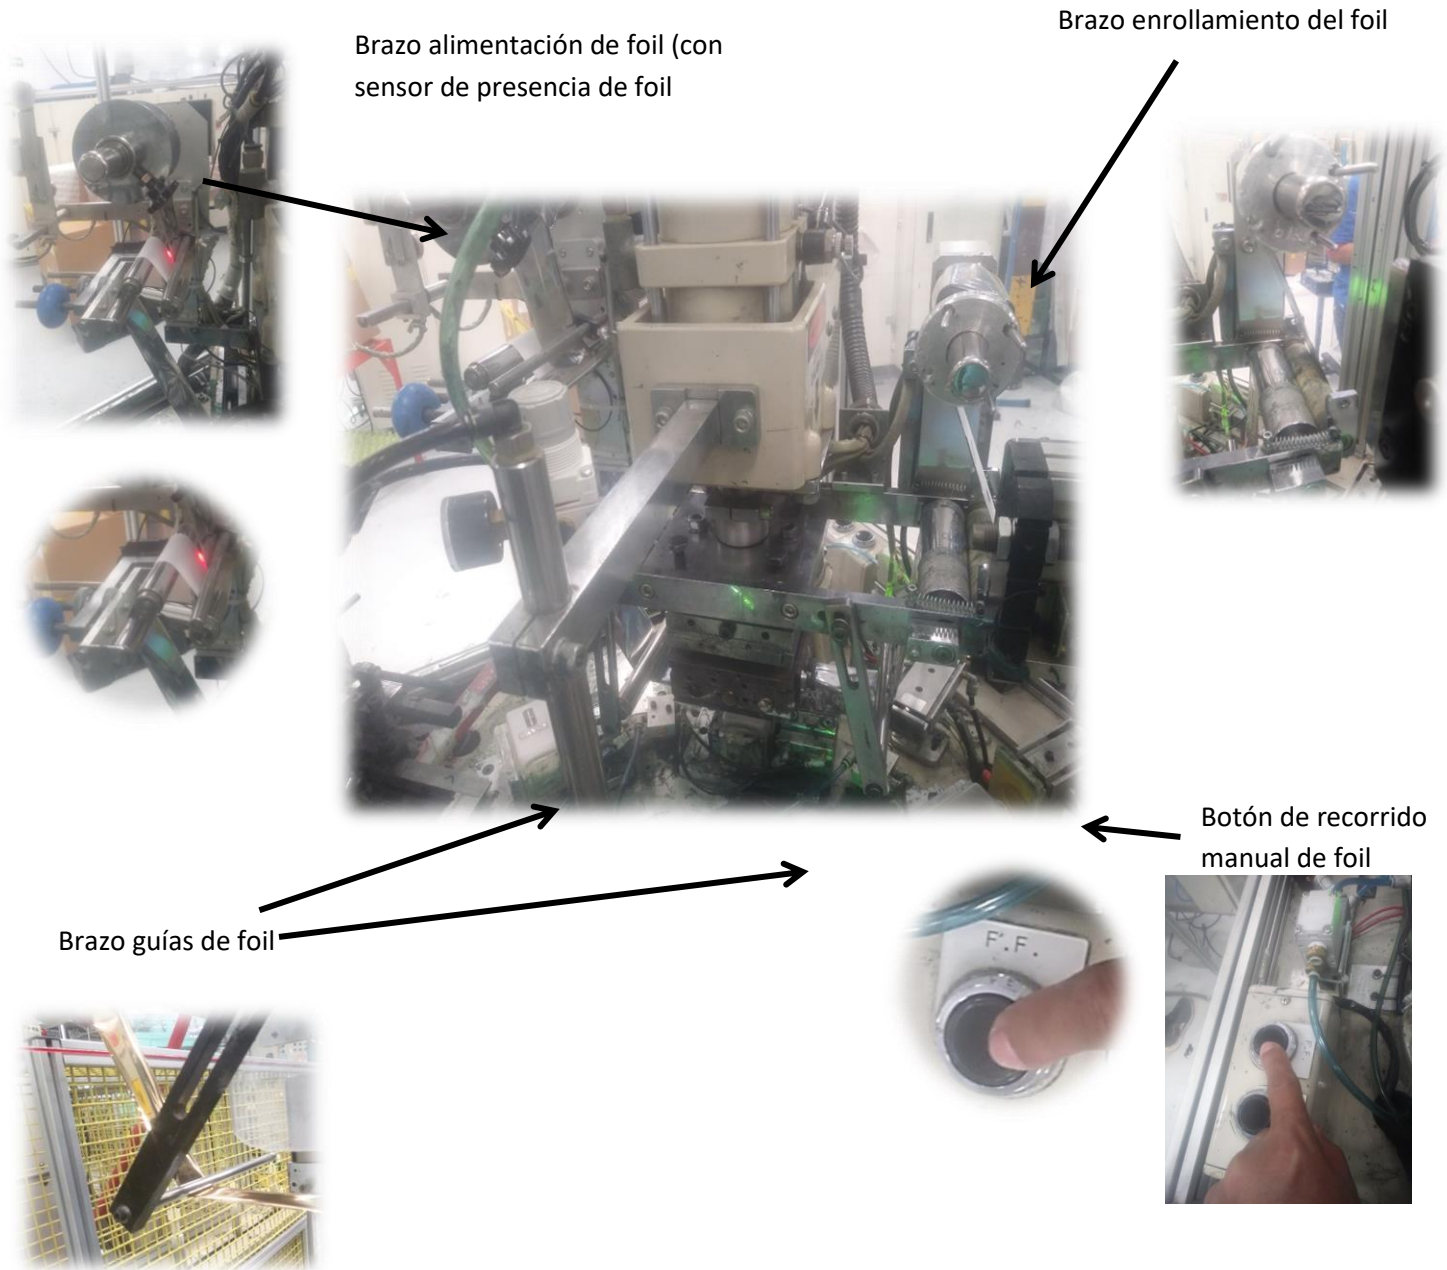 Brazo enrollamiento del foil
Brazo alimentación de foil (con
sensor de presencia de foil
Botón de recorrido
manual de foil
Brazo guías de foil
F.F.